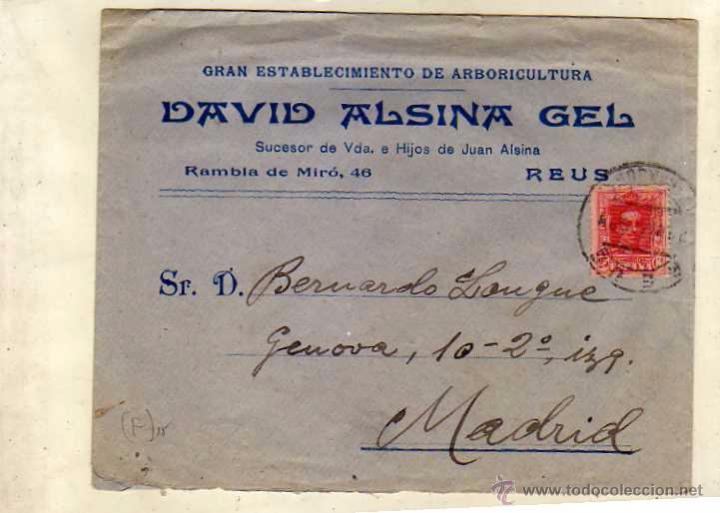 GRAN ESTABLECIMIENTO DE ARBORICULTURA
DAVID ALSINA GEL
Sucesor de Vda. e Hijos de Juan Alsina
Rambla de Miró, 46 REUS
Sr. D. Bernardo Longue
Genova, 10-2º, izq.
Madrid
(F)
todocoleccion
www.todocoleccion.net